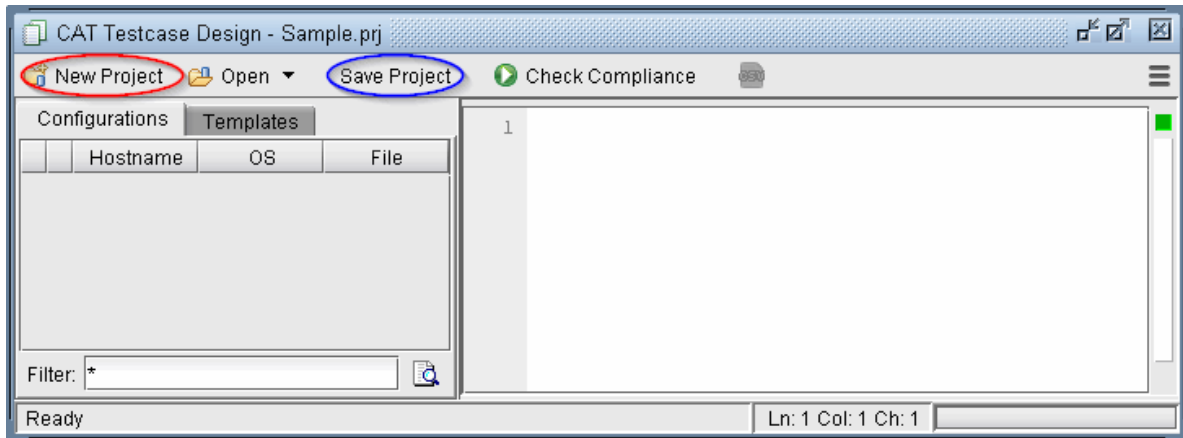 CAT Testcase Design - Sample.prj
New Project Open Save Project Check Compliance
Configurations Templates
Hostname OS File
1
Filter: *
Ready Ln: 1 Col: 1 Ch: 1